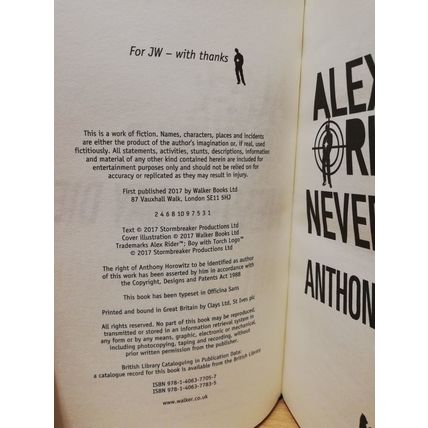 For JW – with thanks
This is a work of fiction. Names, characters, places and incidents
are either the product of the author's imagination or, if real, used
fictitiously. All statements, activities, stunts, descriptions, information
and material of any other kind contained herein are included for
entertainment purposes only and should not be relied on for
accuracy or replicated as they may result in injury.
First published 2017 by Walker Books Ltd
87 Vauxhall Walk, London SE11 5HJ
2 4 6 8 10 9 7 5 3 1
Text © 2017 Stormbreaker Productions Ltd
Cover illustration © 2017 Walker Books Ltd
Trademarks Alex Rider™; Boy with Torch Logo™
© 2017 Stormbreaker Productions Ltd
The right of Anthony Horowitz to be identified as author
of this work has been asserted by him in accordance with
the Copyright, Designs and Patents Act 1988
This book has been typeset in Officina Sans
Printed and bound in Great Britain by Clays Ltd, St Ives plc
All rights reserved. No part of this book may be reproduced,
transmitted or stored in an information retrieval system in
any form or by any means, graphic, electronic or mechanical,
including photocopying, taping and recording, without
prior written permission from the publisher.
British Library Cataloguing in Publication Data:
a catalogue record for this book is available from the British Library
ISBN 978-1-4063-7705-7
ISBN 978-1-4063-7783-5
www.walker.co.uk
ALEX
RI
NEVER
ANTHON